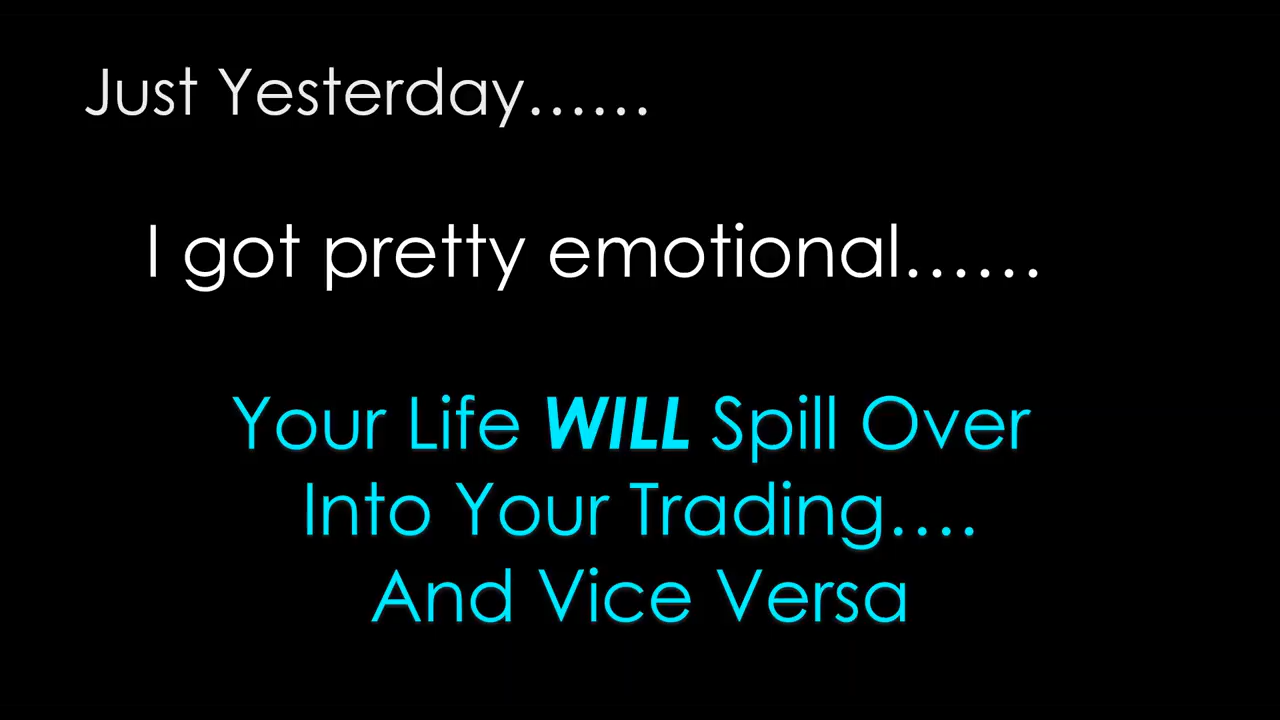 Just Yesterday......
I got pretty emotional......
Your Life WILL Spill Over
Into Your Trading....
And Vice Versa